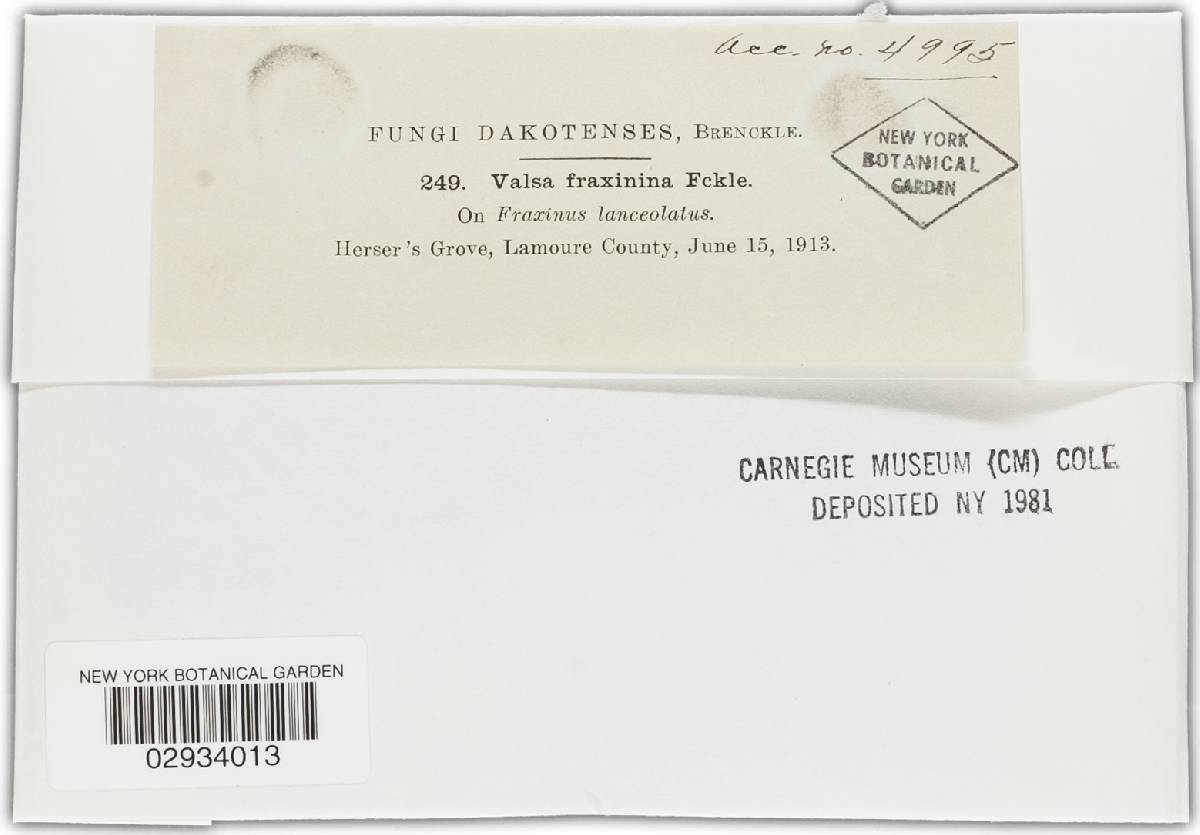 Acc. no. 4995
FUNGI DAKOTENSES, BRENCKLE.
NEW YORK
BOTANICAL
GARDEN
249. Valsa fraxinina Fckle.
On Fraxinus lanceolatus.
Herser's Grove, Lamoure County, June 15, 1913.
CARNEGIE MUSEUM (CM) COLL.
DEPOSITED NY 1981
NEW YORK BOTANICAL GARDEN
02934013